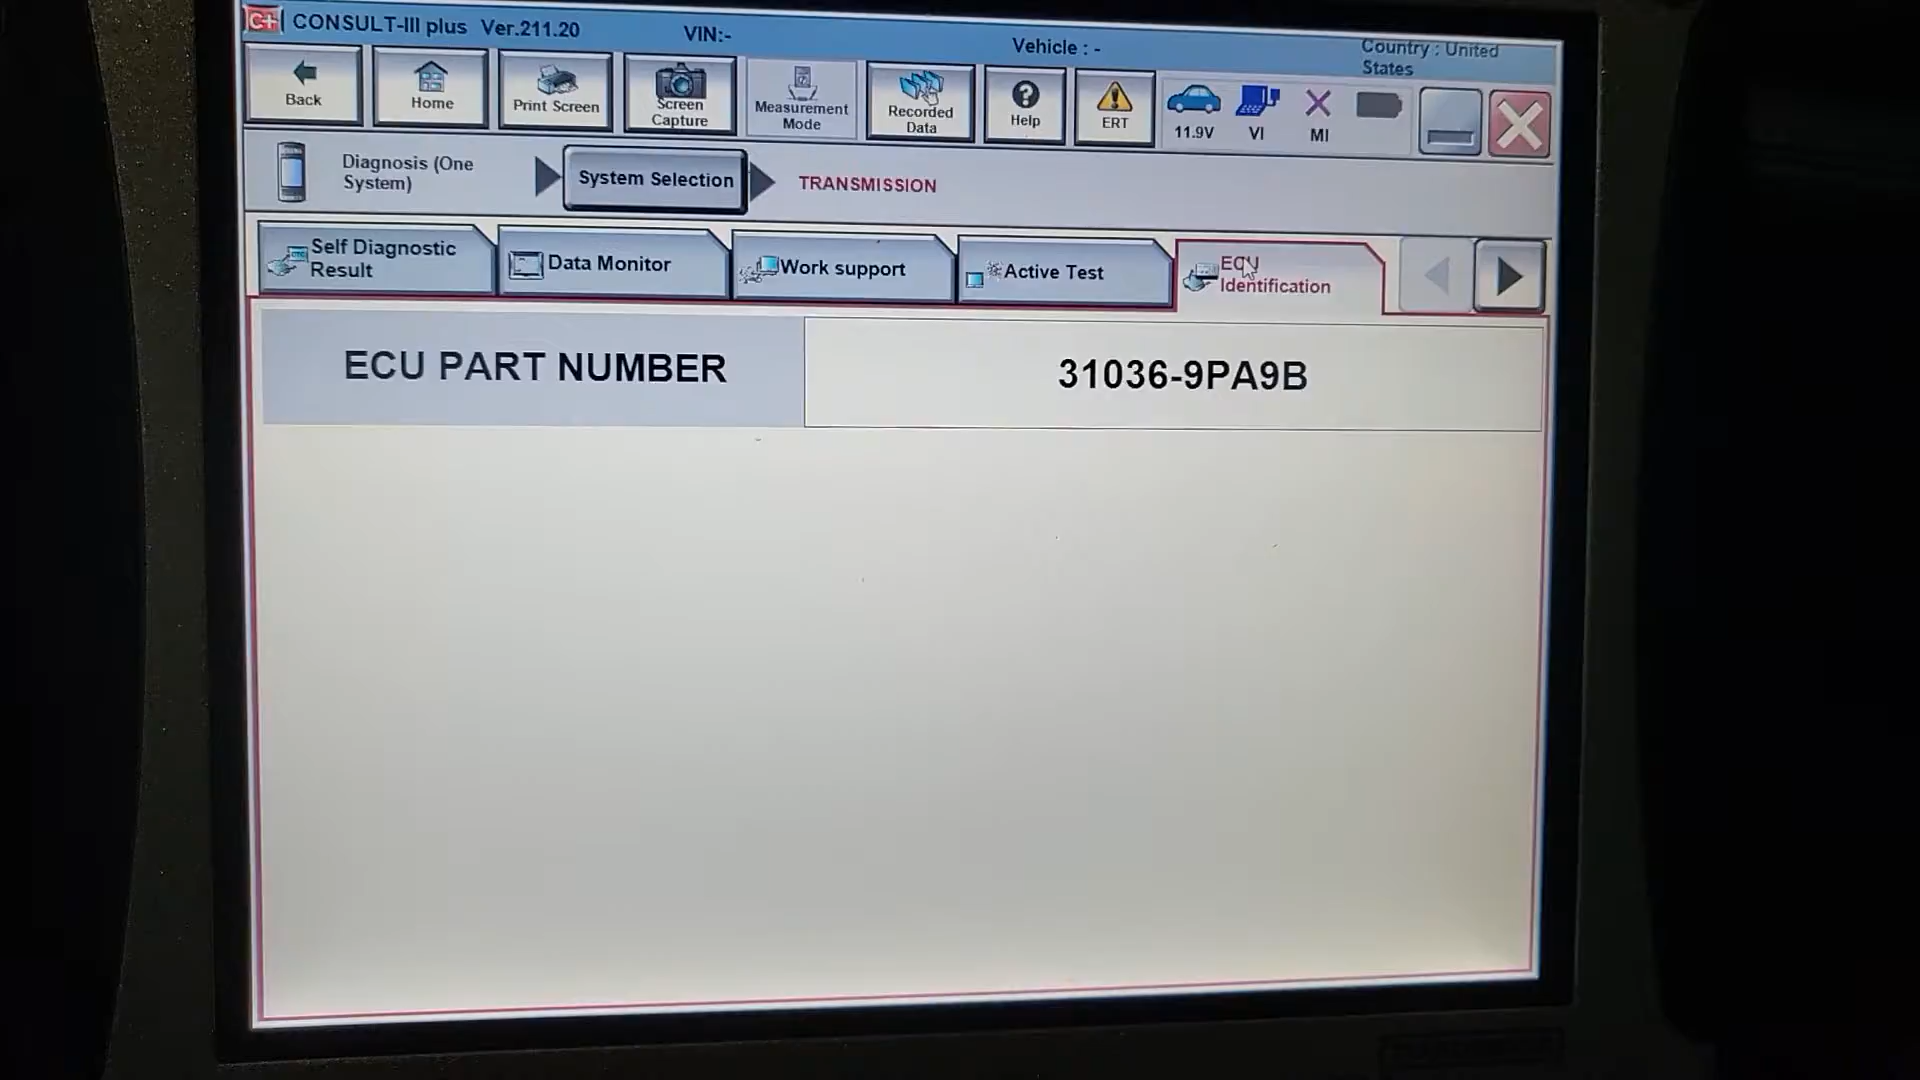 C+ CONSULT-III plus Ver.211.20 VIN:- Vehicle : - Country : United
States
Back
Home
Print Screen
Screen
Capture
Measurement
Mode
Recorded
Data
Help
ERT
11.9V
VI
MI
Diagnosis (One
System)
System Selection
TRANSMISSION
Self Diagnostic
Result
Data Monitor
Work support
Active Test
ECU
Identification
ECU PART NUMBER
31036-9PA9B